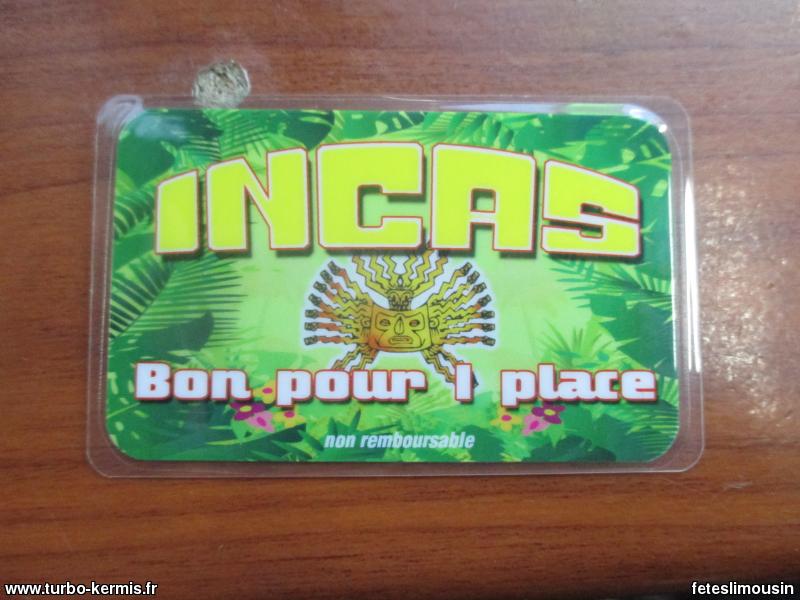 INCAS
Bon pour 1 place
non remboursable
www.turbo-kermis.fr
feteslimousin